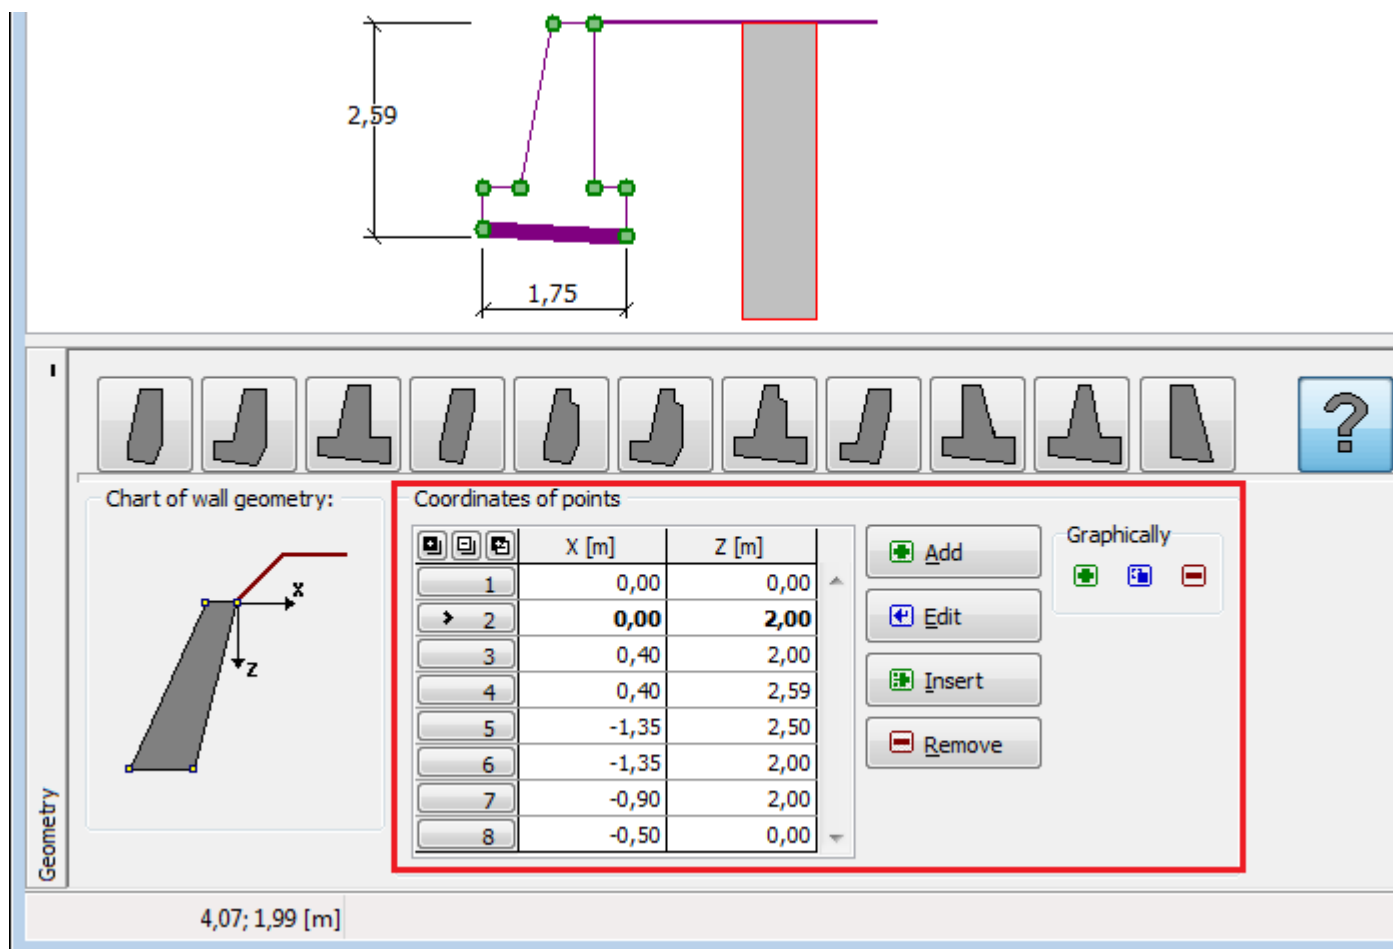 2,59
1,75
Chart of wall geometry:
x
z
Coordinates of points
X [m] Z [m]
1 0,00 0,00
2 0,00 2,00
3 0,40 2,00
4 0,40 2,59
5 -1,35 2,50
6 -1,35 2,00
7 -0,90 2,00
8 -0,50 0,00
Add
Edit
Insert
Remove
Graphically
Geometry
4,07; 1,99 [m]